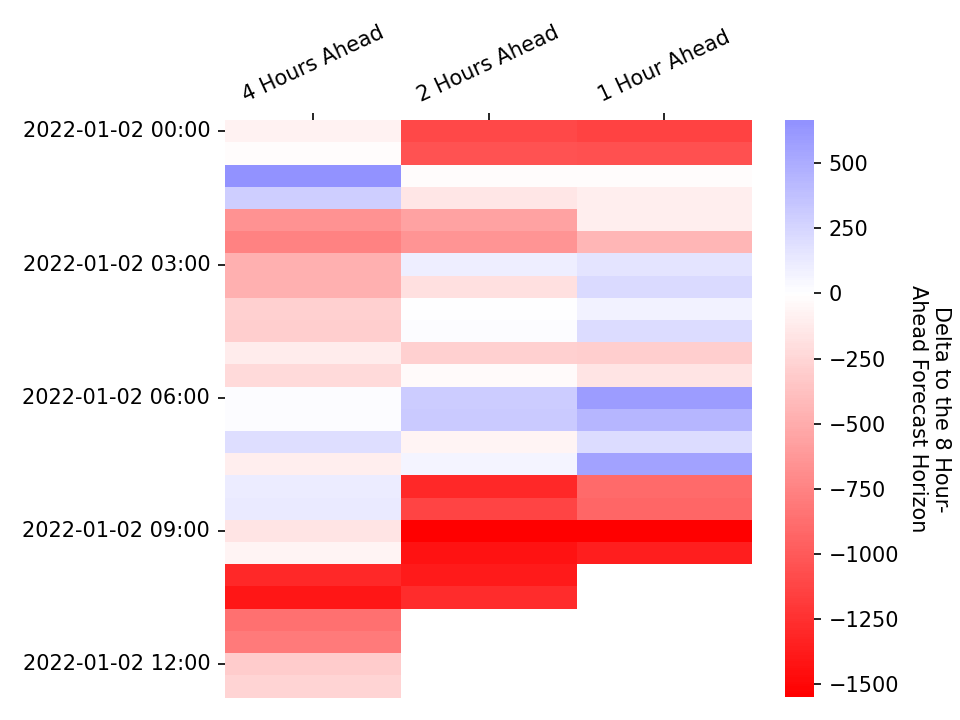 4 Hours Ahead
2 Hours Ahead
1 Hour Ahead
2022-01-02 00:00
2022-01-02 03:00
2022-01-02 06:00
2022-01-02 09:00
2022-01-02 12:00
500
250
0
−250
−500
−750
−1000
−1250
−1500
Delta to the 8 Hour-
Ahead Forecast Horizon